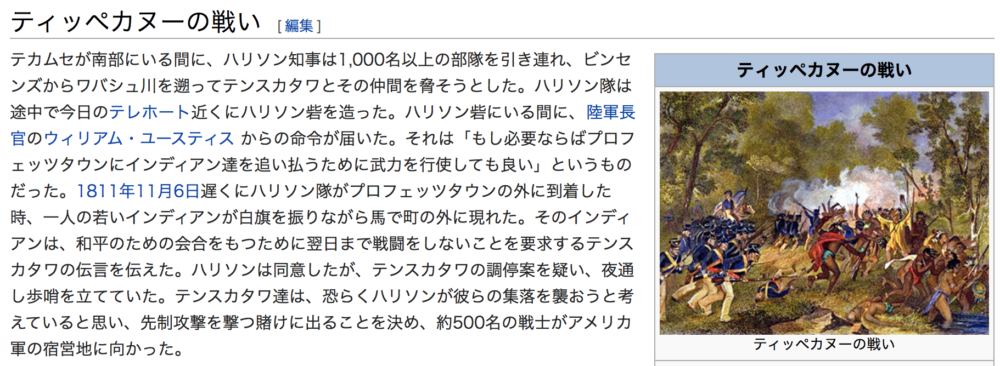 ティッペカヌーの戦い [編集]
テカムセが南部にいる間に、ハリソン知事は1,000名以上の部隊を引き連れ、ビンセ
ンズからワバシュ川を遡ってテンスカタワとその仲間を脅そうとした。ハリソン隊は
途中で今日のテレホート近くにハリソン砦を造った。ハリソン砦にいる間に、陸軍長
官のウィリアム・ユースティス からの命令が届いた。それは「もし必要ならばプロフ
ェッツタウンにインディアン達を追い払うために武力を行使しても良い」というもの
だった。1811年11月6日遅くにハリソン隊がプロフェッツタウンの外に到着した
時、一人の若いインディアンが白旗を振りながら馬で町の外に現れた。そのインディ
アンは、和平のための会合をもつために翌日まで戦闘をしないことを要求するテンス
カタワの伝言を伝えた。ハリソンは同意したが、テンスカタワの調停案を疑い、夜通
し歩哨を立てていた。テンスカタワ達は、恐らくハリソンが彼らの集落を襲おうと考
えていると思い、先制攻撃を撃つ賭けに出ることを決め、約500名の戦士がアメリカ
軍の宿営地に向かった。
ティッペカヌーの戦い
ティッペカヌーの戦い